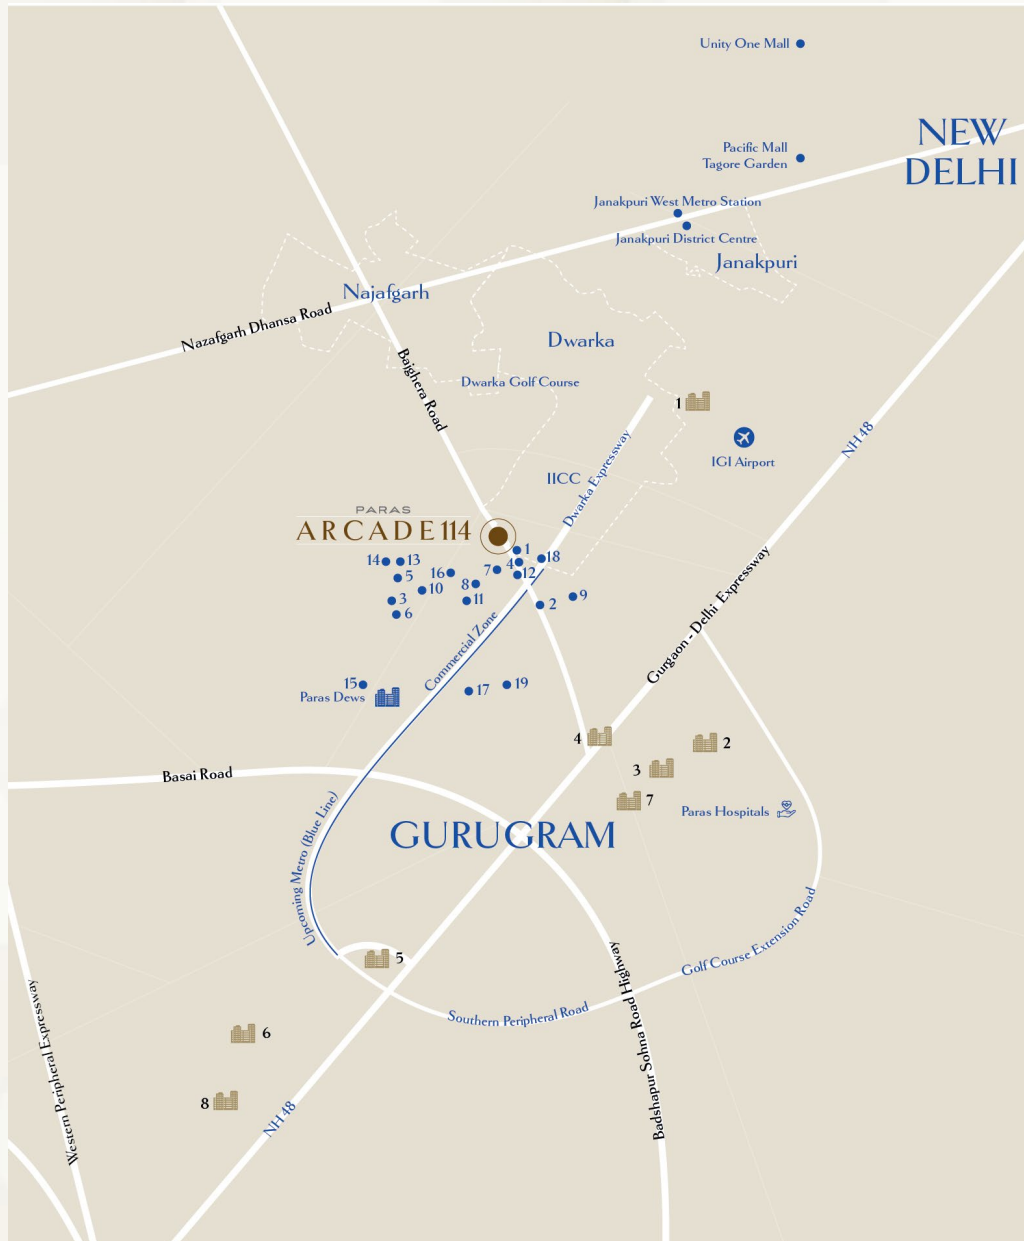 Unity One Mall
NEW
DELHI
Pacific Mall
Tagore Garden
Janakpuri West Metro Station
Janakpuri District Centre
Janakpuri
Najafgarh
Nazafgarh Dhansa Road
Dwarka
Bajghera Road
Dwarka Golf Course
1
NH 48
IGI Airport
IICC
Dwarka Expressway
PARAS
ARCADE 114
1
18
14
13
4
7
12
16
5
8
10
9
3
11
2
6
Gurgaon - Delhi Expressway
Commercial Zone
15
Paras Dews
17
19
4
2
3
7
Basai Road
Paras Hospitals
GURUGRAM
Upcoming Metro (Blue Line)
5
Golf Course Extension Road
Southern Peripheral Road
Badshapur Sohna Road Highway
Western Peripheral Expressway
6
8
NH 48